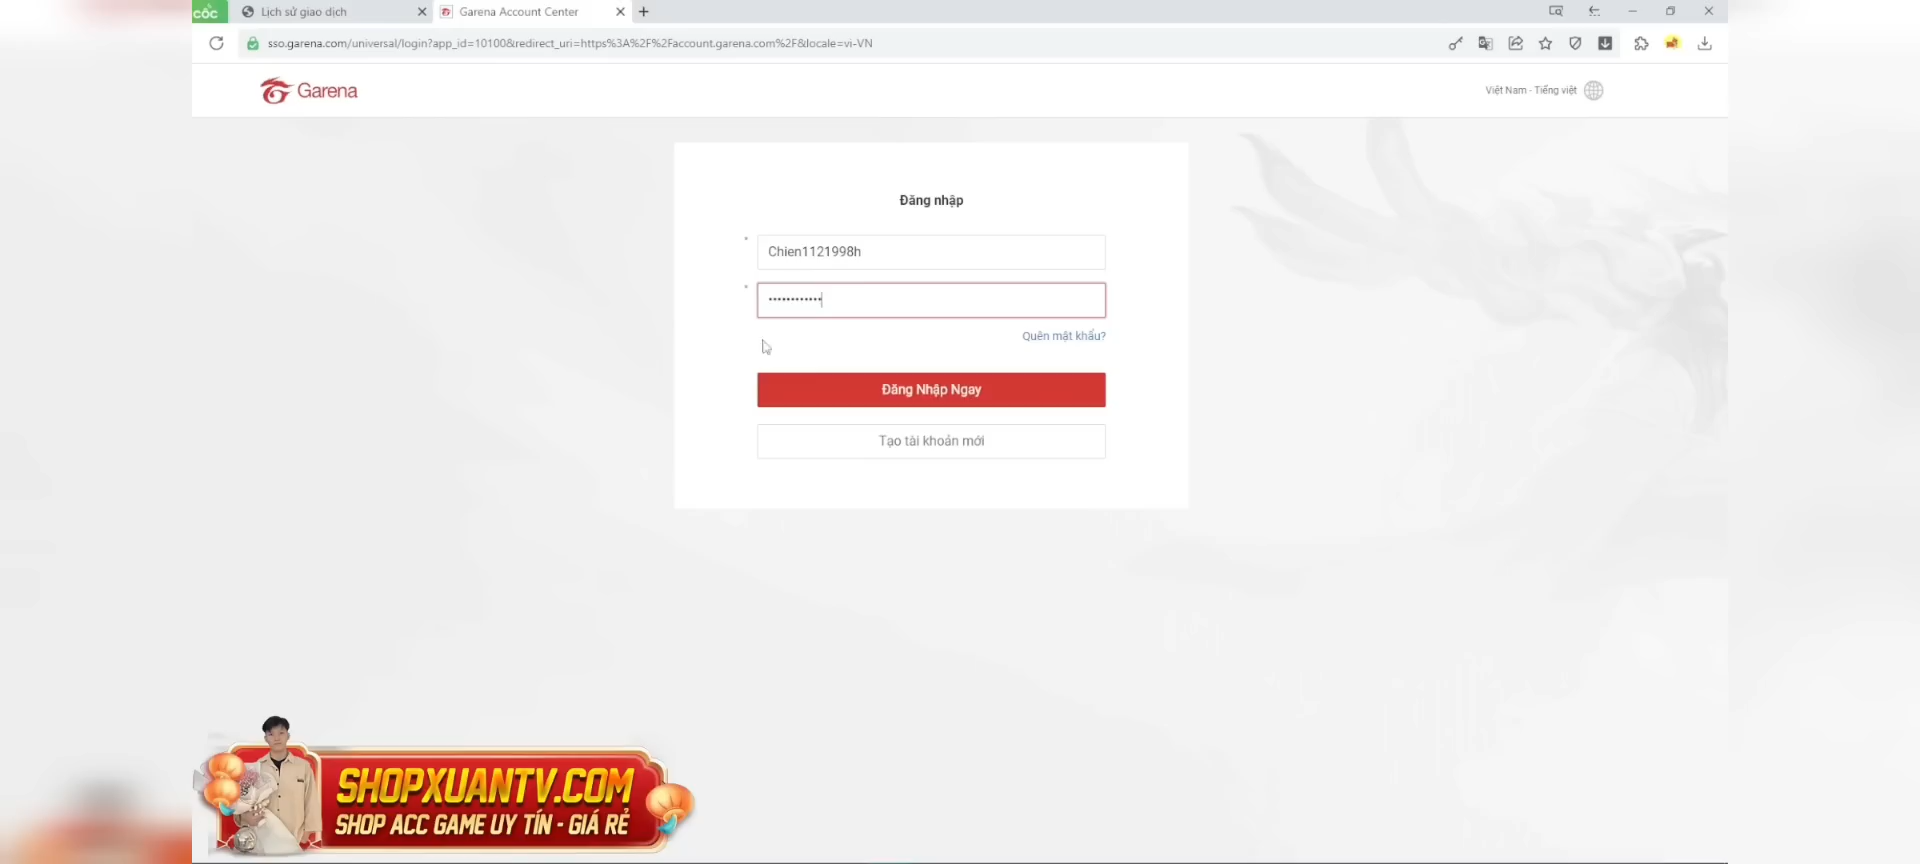 cốc
Lịch sử giao dịch
Garena Account Center
sso.garena.com/universal/login?app_id=10100&redirect_uri=https%3A%2F%2Faccount.garena.com%2F&locale=vi-VN
Garena
Việt Nam - Tiếng việt
Đăng nhập
* Chien1121998h
* ••••••••••••
Quên mật khẩu?
Đăng Nhập Ngay
Tạo tài khoản mới
SHOPXUANTV.COM
SHOP ACC GAME UY TÍN - GIÁ RẺ